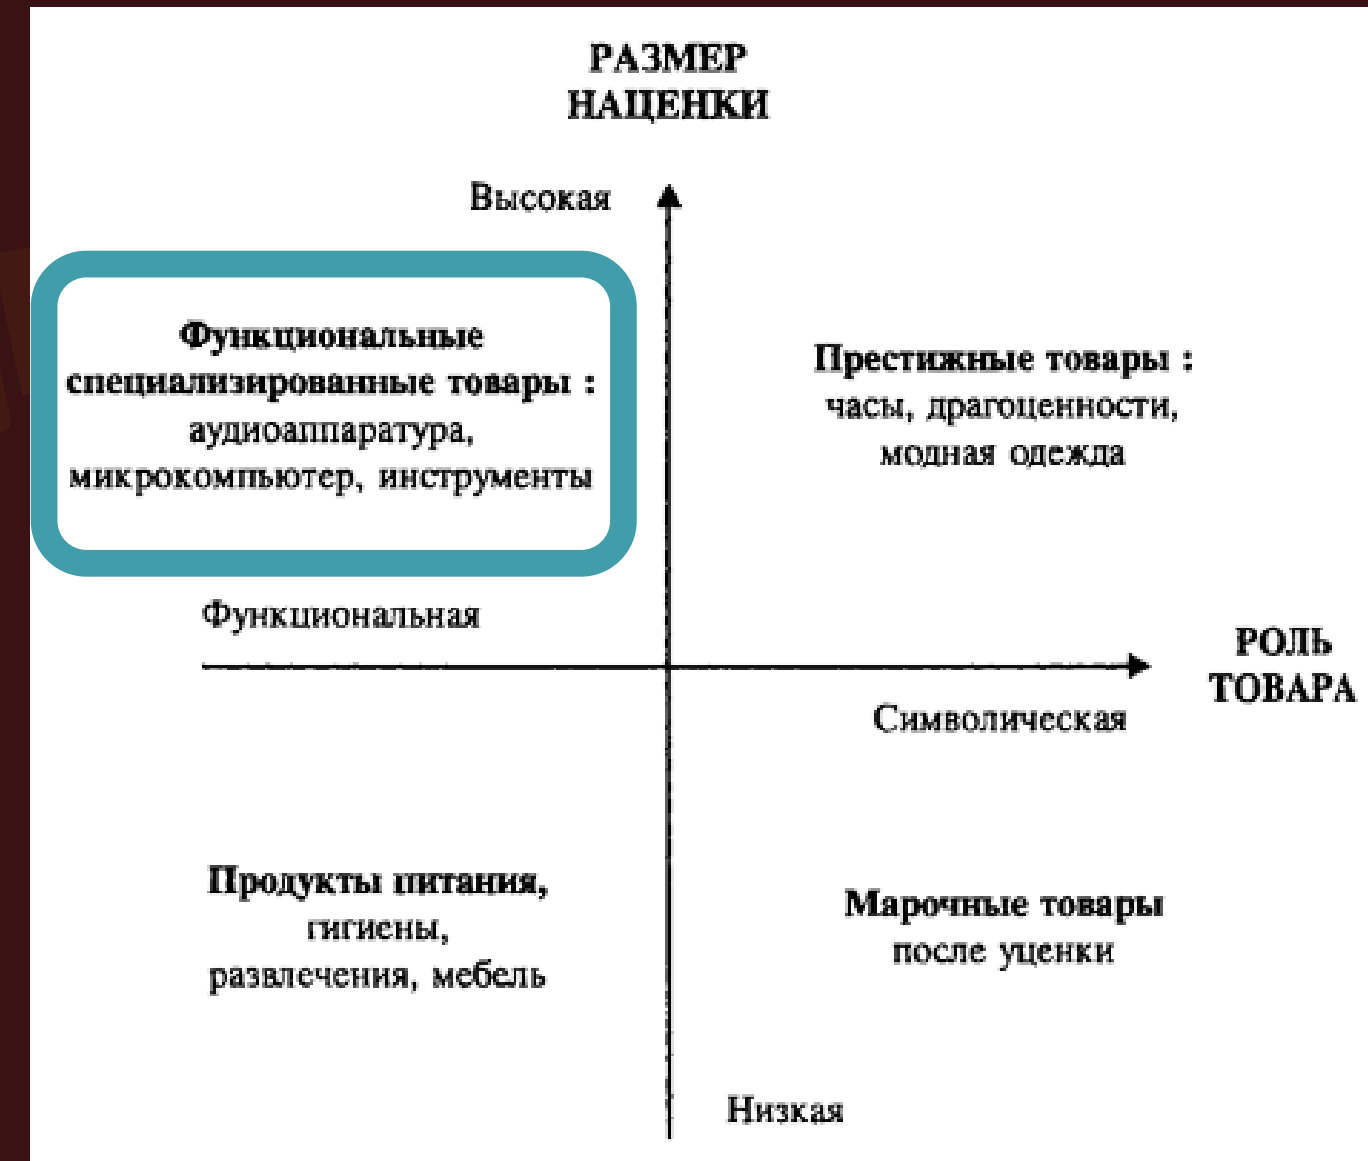 РАЗМЕР
НАЦЕНКИ
Высокая
Функциональные
специализированные товары :
аудиоаппаратура,
микрокомпьютер, инструменты
Престижные товары :
часы, драгоценности,
модная одежда
Функциональная
РОЛЬ
ТОВАРА
Символическая
Продукты питания,
гигиены,
развлечения, мебель
Марочные товары
после уценки
Низкая